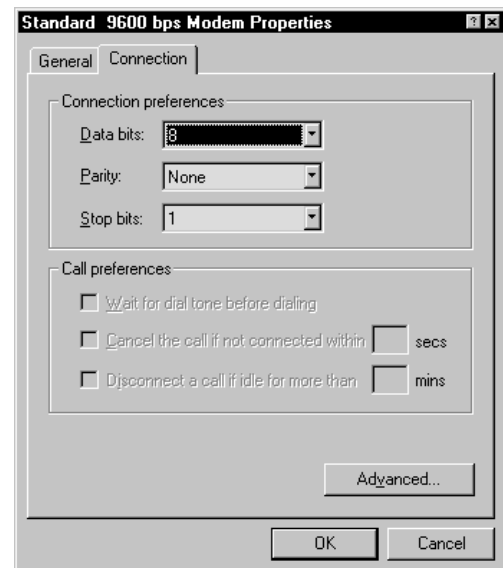 Standard 9600 bps Modem Properties
General Connection
Connection preferences
Data bits: 8
Parity: None
Stop bits: 1
Call preferences
Wait for dial tone before dialing
Cancel the call if not connected within secs
Disconnect a call if idle for more than mins
Advanced...
OK Cancel